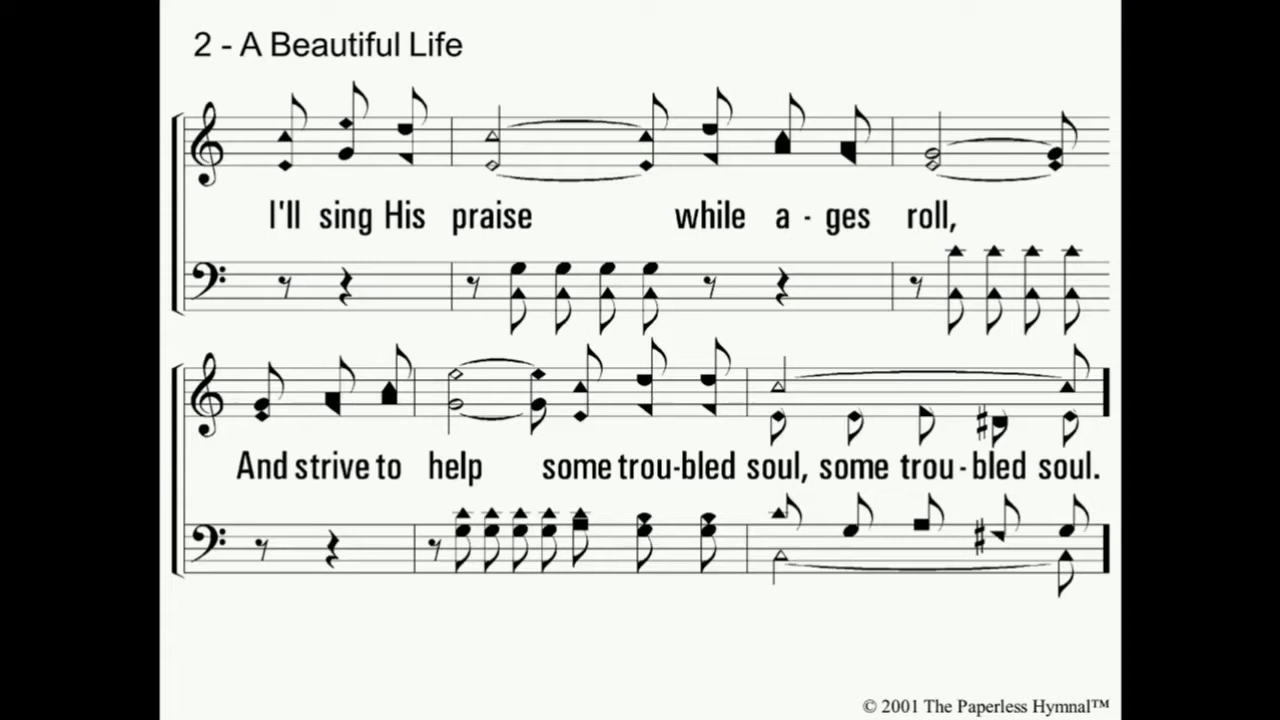 2 - A Beautiful Life
I'll sing His praise while a - ges roll,
And strive to help some trou-bled soul, some trou - bled soul.
© 2001 The Paperless Hymnal™